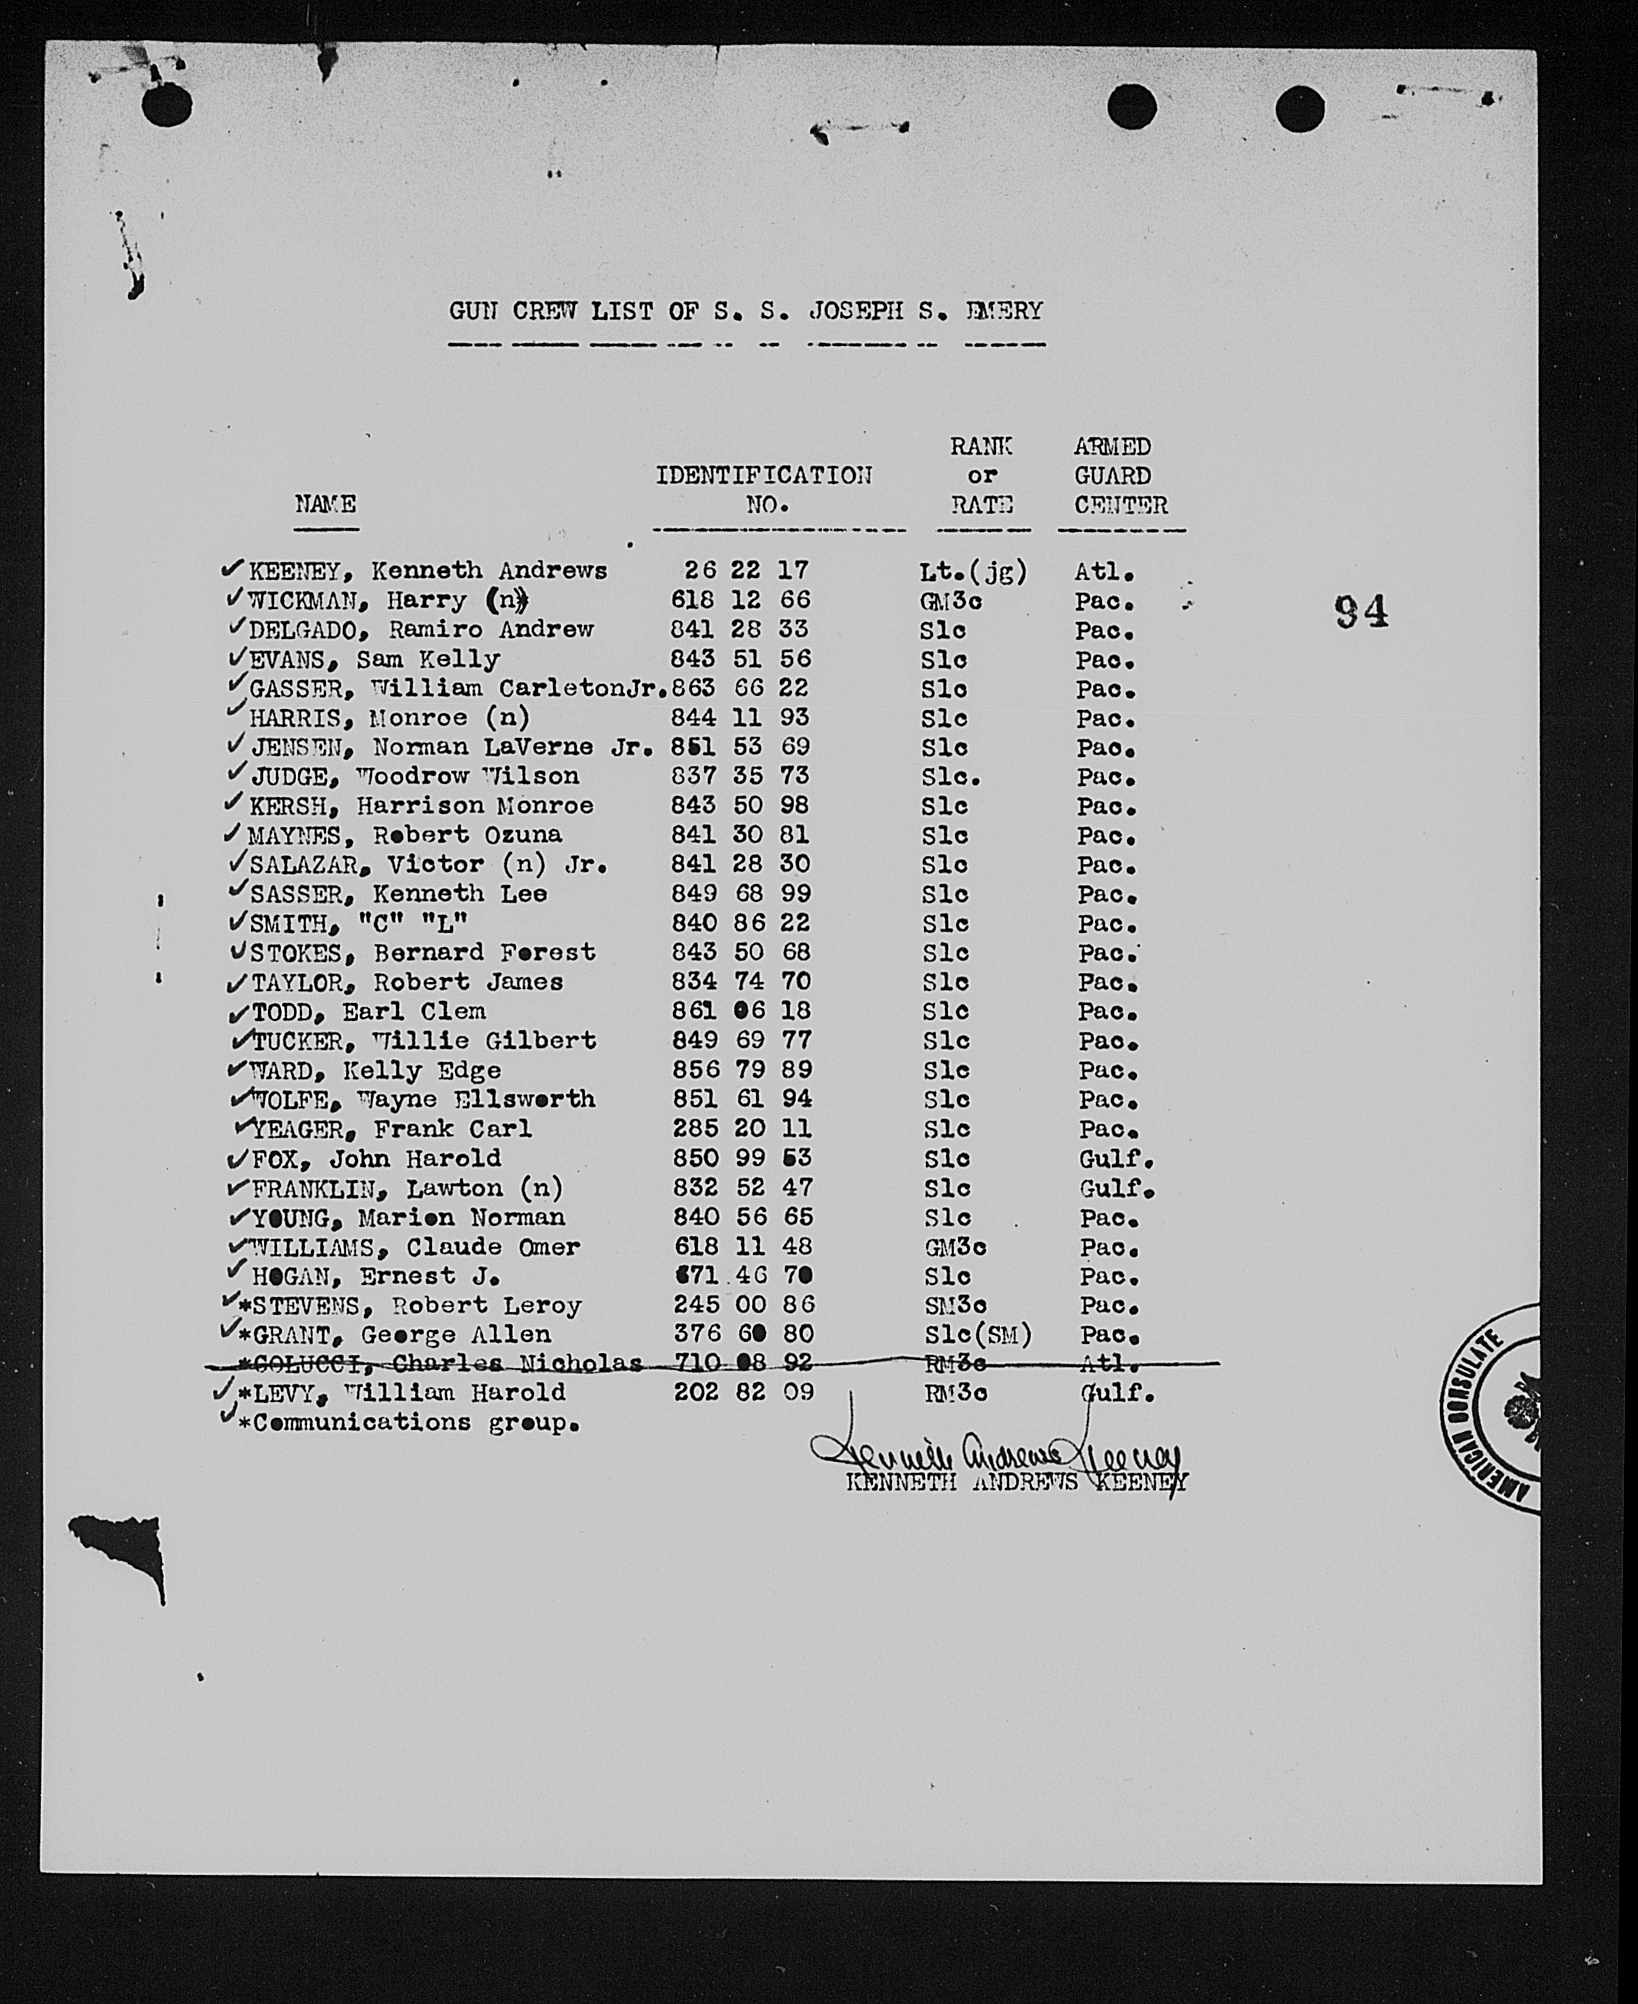 GUN CREW LIST OF S. S. JOSEPH S. EMERY
RANK ARMED
IDENTIFICATION or GUARD
NAME NO. RATE CENTER
✓KEENEY, Kenneth Andrews 26 22 17 Lt.(jg) Atl.
✓WICKMAN, Harry (n) 618 12 66 GM3c Pac.
94
✓DELGADO, Ramiro Andrew 841 28 33 S1c Pac.
✓EVANS, Sam Kelly 843 51 56 S1c Pac.
✓GASSER, William CarletonJr. 863 66 22 S1c Pac.
✓HARRIS, Monroe (n) 844 11 93 S1c Pac.
✓JENSEN, Norman LaVerne Jr. 851 53 69 S1c Pac.
✓JUDGE, Woodrow Wilson 837 35 73 S1c. Pac.
✓KERSH, Harrison Monroe 843 50 98 S1c Pac.
✓MAYNES, Robert Ozuna 841 30 81 S1c Pac.
✓SALAZAR, Victor (n) Jr. 841 28 30 S1c Pac.
✓SASSER, Kenneth Lee 849 68 99 S1c Pac.
✓SMITH, "C" "L" 840 86 22 S1c Pac.
✓STOKES, Bernard Forest 843 50 68 S1c Pac.
✓TAYLOR, Robert James 834 74 70 S1c Pac.
✓TODD, Earl Clem 861 06 18 S1c Pac.
✓TUCKER, Willie Gilbert 849 69 77 S1c Pac.
✓WARD, Kelly Edge 856 79 89 S1c Pac.
✓WOLFE, Wayne Ellsworth 851 61 94 S1c Pac.
✓YEAGER, Frank Carl 285 20 11 S1c Pac.
✓FOX, John Harold 850 99 53 S1c Gulf.
✓FRANKLIN, Lawton (n) 832 52 47 S1c Gulf.
✓YOUNG, Marion Norman 840 56 65 S1c Pac.
✓WILLIAMS, Claude Omer 618 11 48 GM3c Pac.
✓HOGAN, Ernest J. 671 46 70 S1c Pac.
✓*STEVENS, Robert Leroy 245 00 86 SM3c Pac.
✓*GRANT, George Allen 376 60 80 S1c(SM) Pac.
*COLUCCI, Charles Nicholas 710 08 92 RM3c Atl.
✓*LEVY, William Harold 202 82 09 RM3c Gulf.
✓*Communications group.
Kenneth Andrews Keeney
KENNETH ANDREWS KEENEY
AMERICAN CONSULATE